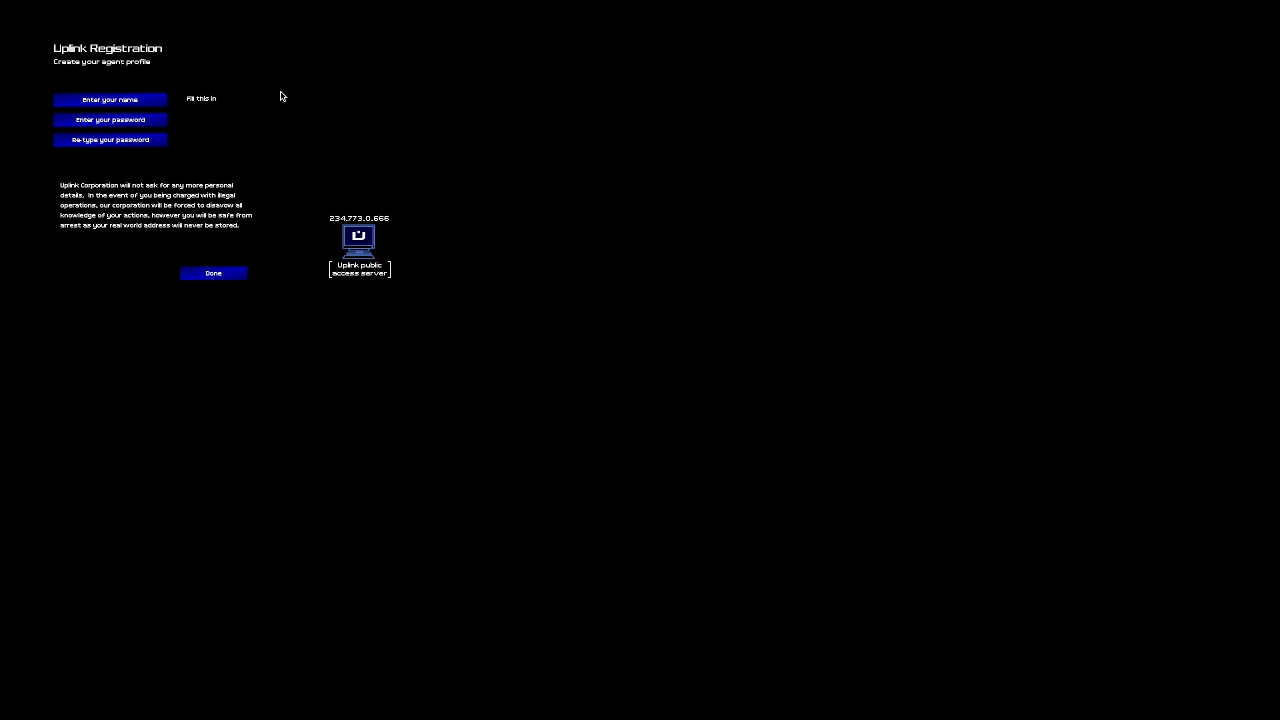 Uplink Registration
Create your agent profile
Enter your name
Fill this in
Enter your password
Re-type your password
Uplink Corporation will not ask for any more personal
details. In the event of you being charged with illegal
operations, our corporation will be forced to disavow all
knowledge of your actions, however you will be safe from
arrest as your real world address will never be stored.
234.773.0.666
Uplink public
access server
Done